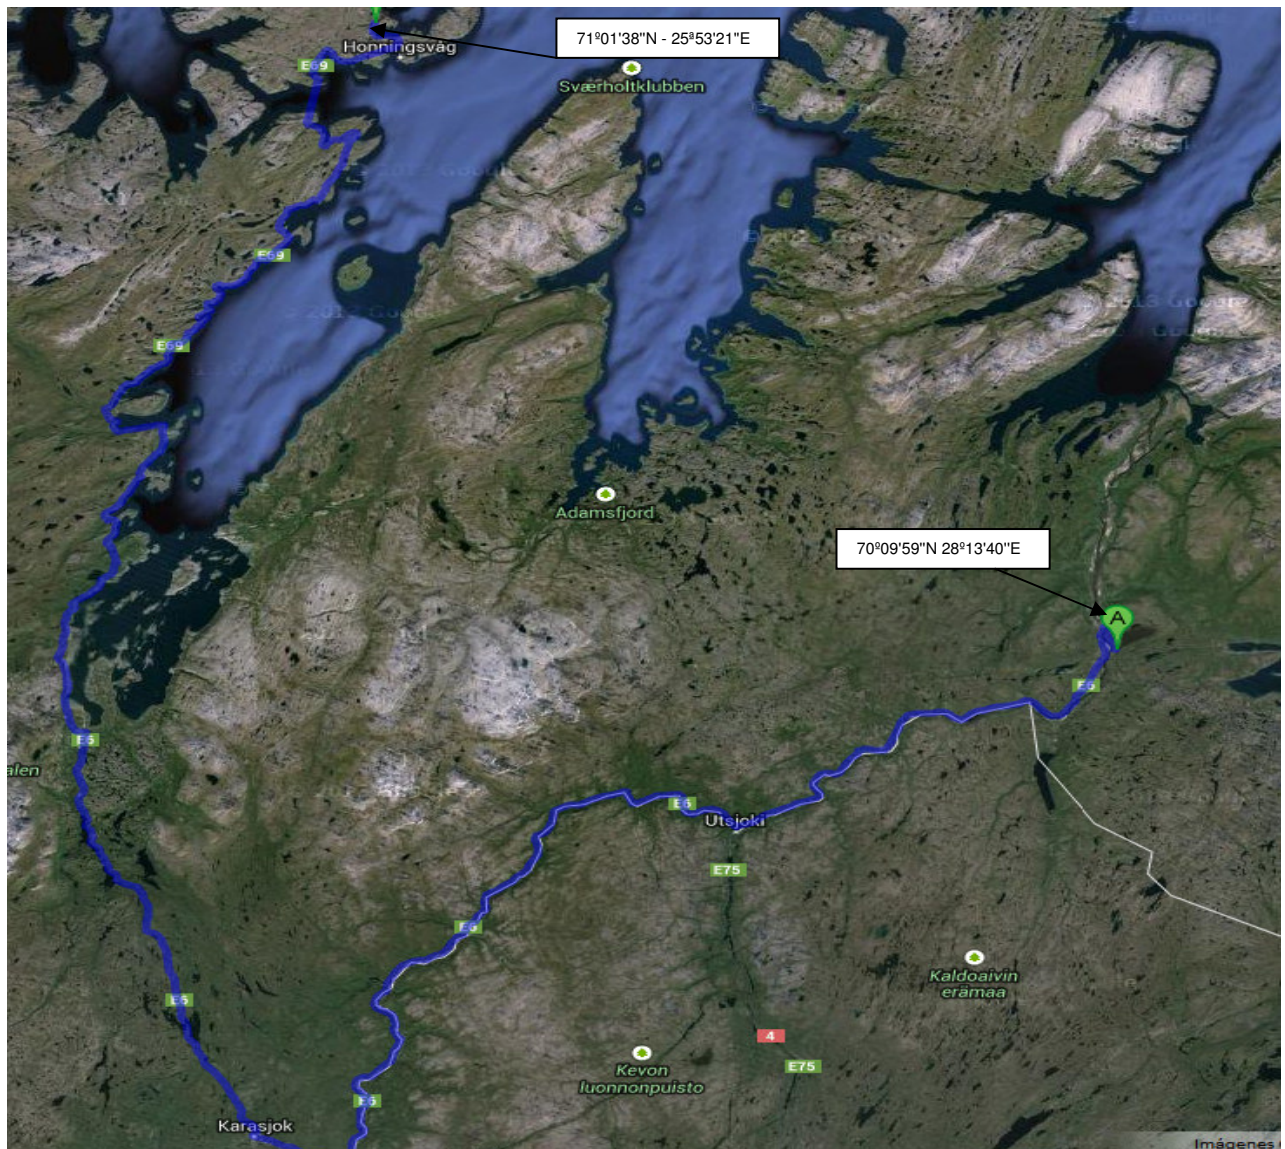 71º01'38"N - 25ª53'21"E
Honningsvåg
E69
Sværholtklubben
E69
E69
Adamsfjord
70º09'59"N 28º13'40"E
A
E6
E6
alen
E6
Utsjoki
E75
E6
Kaldoaivin
erämaa
E6
4
Kevon
luonnonpuisto
E75
E6
Karasjok
Imágenes